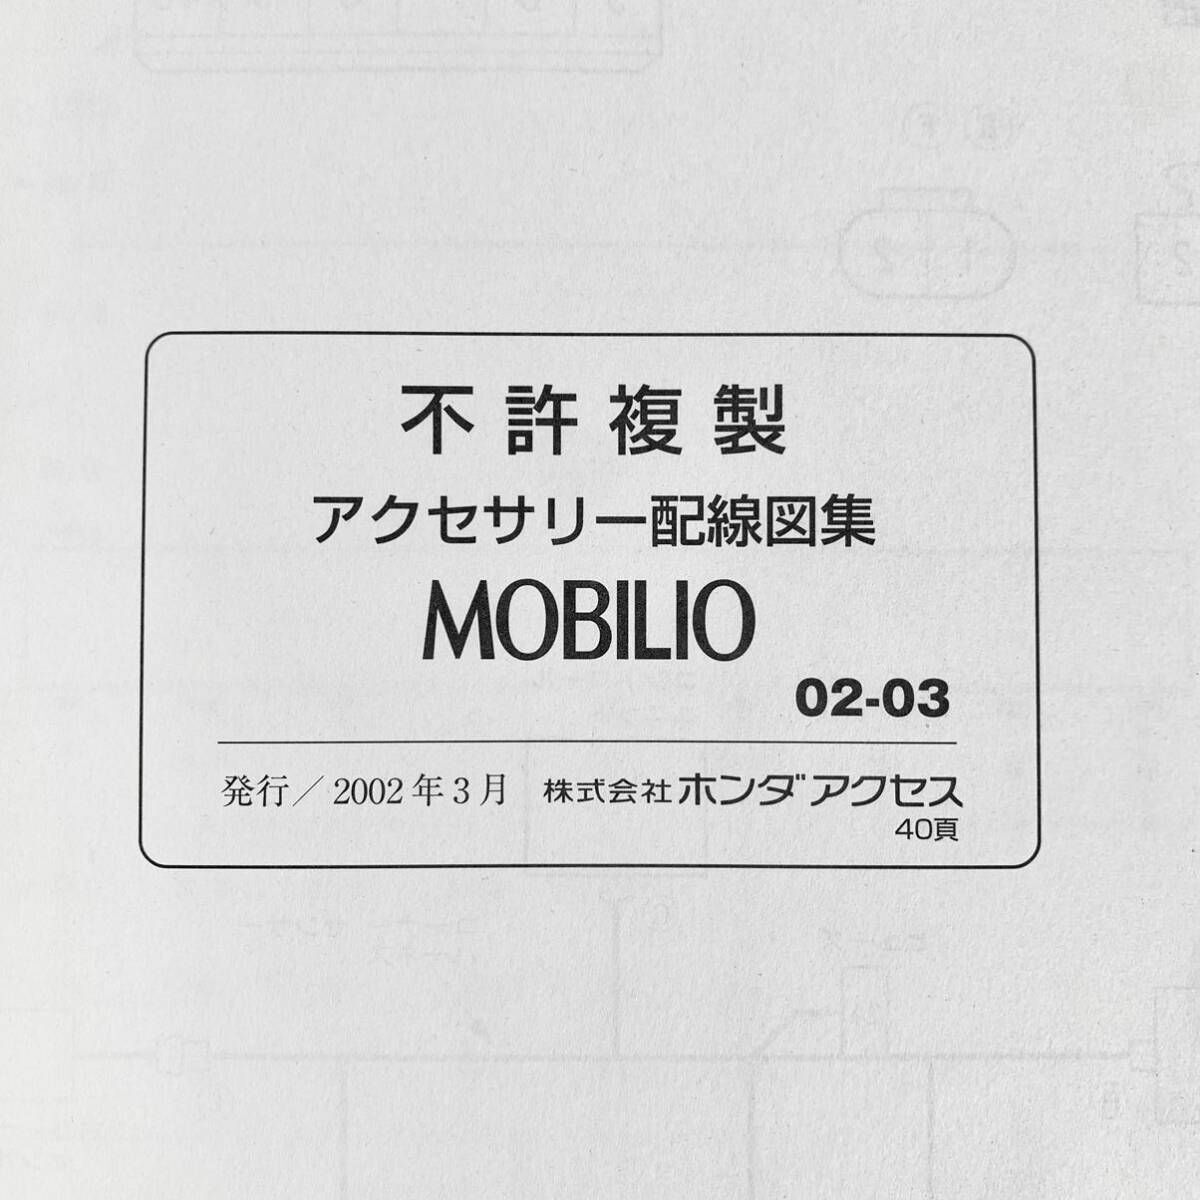 不許複製
アクセサリー配線図集
MOBILIO
02-03
発行／2002年3月 株式会社ホンダアクセス
40頁